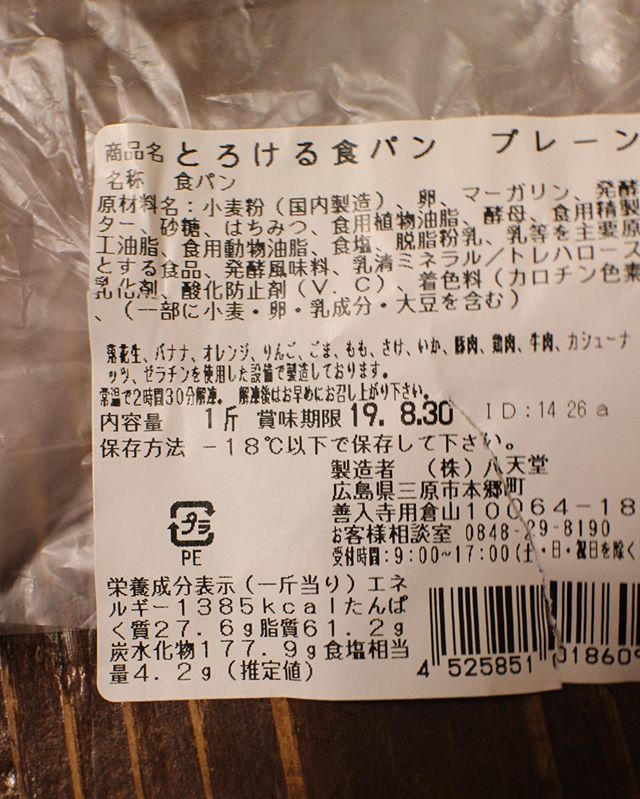 商品名 とろける食パン プレーン
名称 食パン
原材料名：小麦粉（国内製造）、卵、マーガリン、発酵
ター、砂糖、はちみつ、食用植物油脂、酵母、食用精製
工油脂、食用動物油脂、食塩、脱脂粉乳、乳等を主要原
とする食品、発酵風味料、乳清ミネラル／トレハロース
乳化剤、酸化防止剤（V．C）、着色料（カロチン色素
、（一部に小麦・卵・乳成分・大豆を含む）
落花生、バナナ、オレンジ、りんご、ごま、もも、さけ、いか、豚肉、鶏肉、牛肉、カシューナ
ッツ、ゼラチンを使用した設備で製造しております。
常温で2時間30分解凍。 解凍後はお早めにお召し上がり下さい。
内容量 1斤 賞味期限 19. 8.30 ID:14 26 a
保存方法 －18℃以下で保存して下さい。
製造者 （株）八天堂
広島県三原市本郷町
善入寺用倉山10064-18
お客様相談室 0848-29-8190
受付時間：9:00~17:00（土・日・祝日を除く
プラ
PE
栄養成分表示（一斤当り）エネ
ルギー1385kcalたんぱ
く質27．6g脂質61．2g
炭水化物177．9g食塩相当
量4．2g（推定値）
4 525851 018609